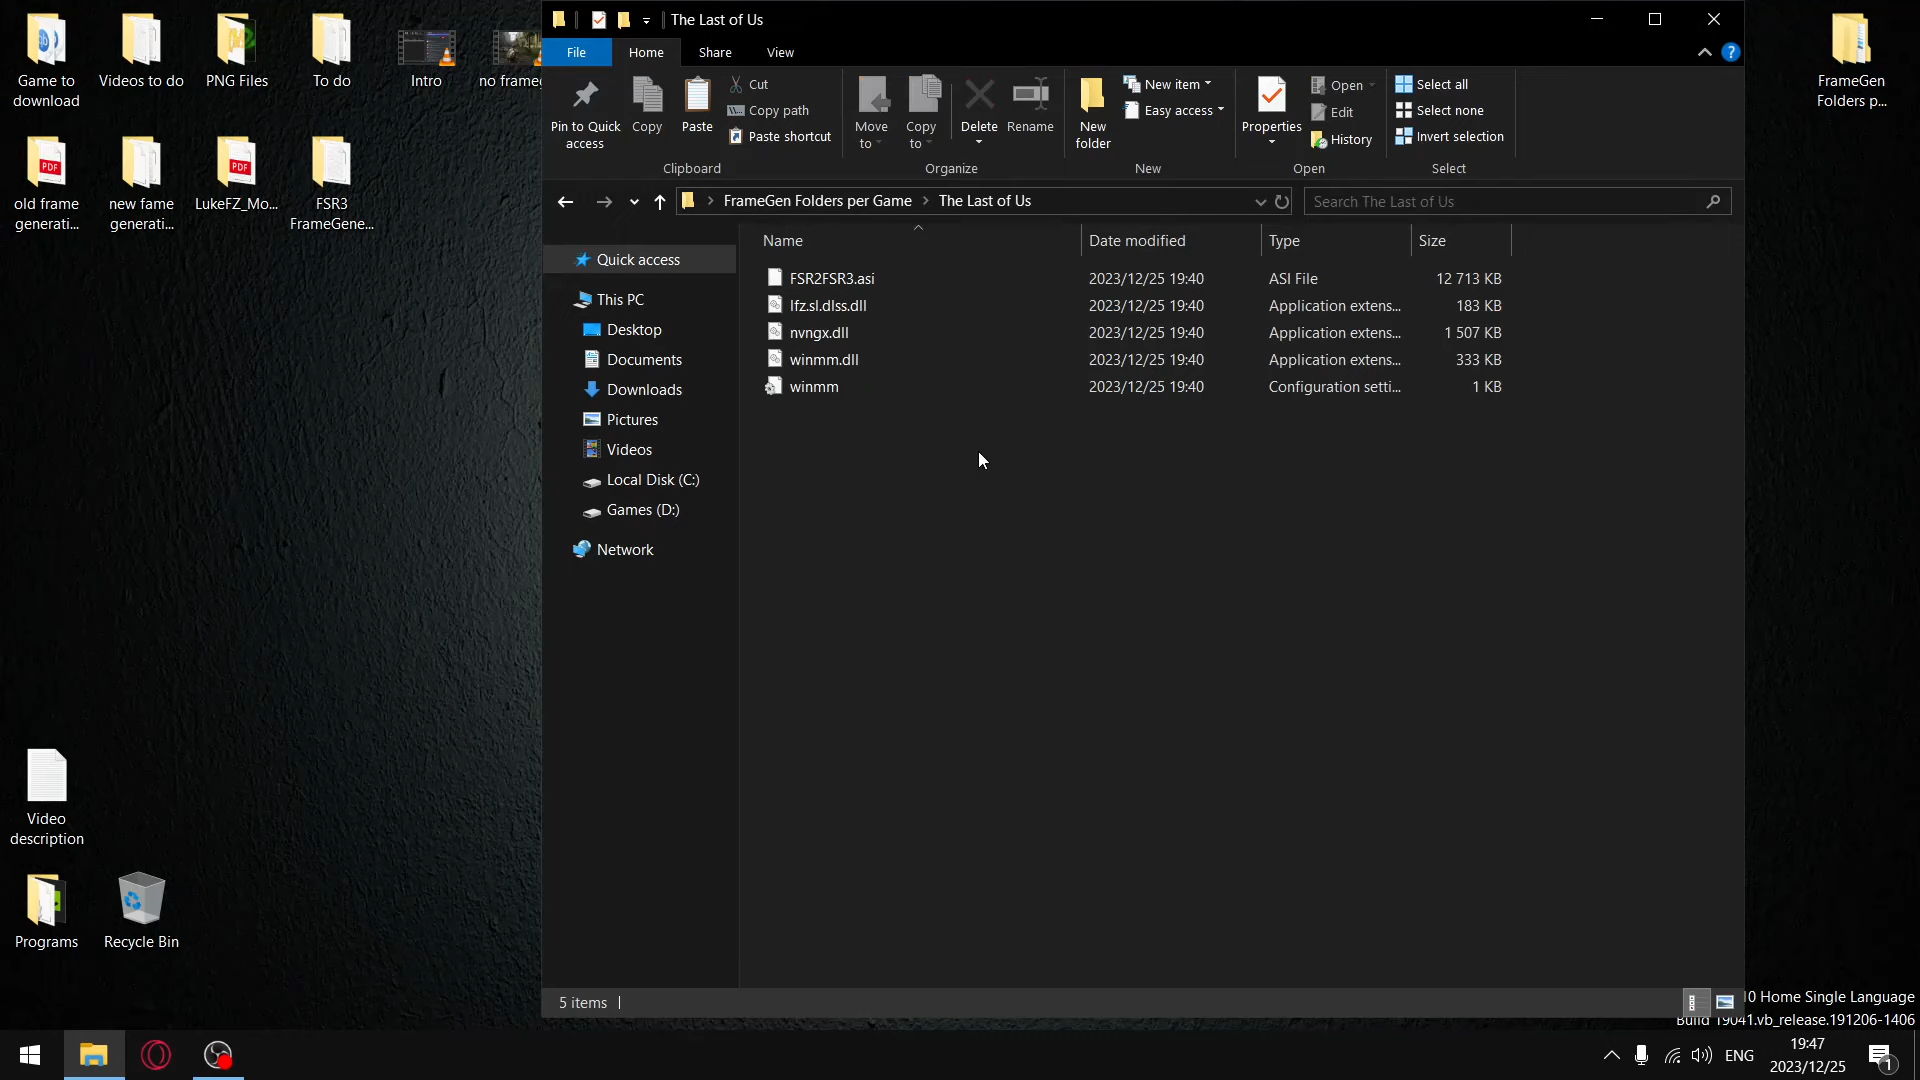 The Last of Us
File
Home
Share
View
Pin to Quick
access
Copy
Paste
Cut
Copy path
Paste shortcut
Clipboard
Move
to
Copy
to
Delete
Rename
Organize
New
folder
New item
Easy access
New
Properties
Open
Edit
History
Open
Select all
Select none
Invert selection
Select
FrameGen Folders per Game
The Last of Us
Search The Last of Us
Name
Date modified
Type
Size
FSR2FSR3.asi 2023/12/25 19:40 ASI File 12 713 KB
lfz.sl.dlss.dll 2023/12/25 19:40 Application extens... 183 KB
nvngx.dll 2023/12/25 19:40 Application extens... 1 507 KB
winmm.dll 2023/12/25 19:40 Application extens... 333 KB
winmm 2023/12/25 19:40 Configuration setti... 1 KB
Quick access
This PC
Desktop
Documents
Downloads
Pictures
Videos
Local Disk (C:)
Games (D:)
Network
5 items
Game to
download
Videos to do
PNG Files
To do
Intro
no frameg
old frame
generati...
new fame
generati...
LukeFZ_Mo...
FSR3
FrameGene...
PDF
PDF
Video
description
Programs
Recycle Bin
FrameGen
Folders p...
0 Home Single Language
Build 19041.vb_release.191206-1406
ENG
19:47
2023/12/25
1